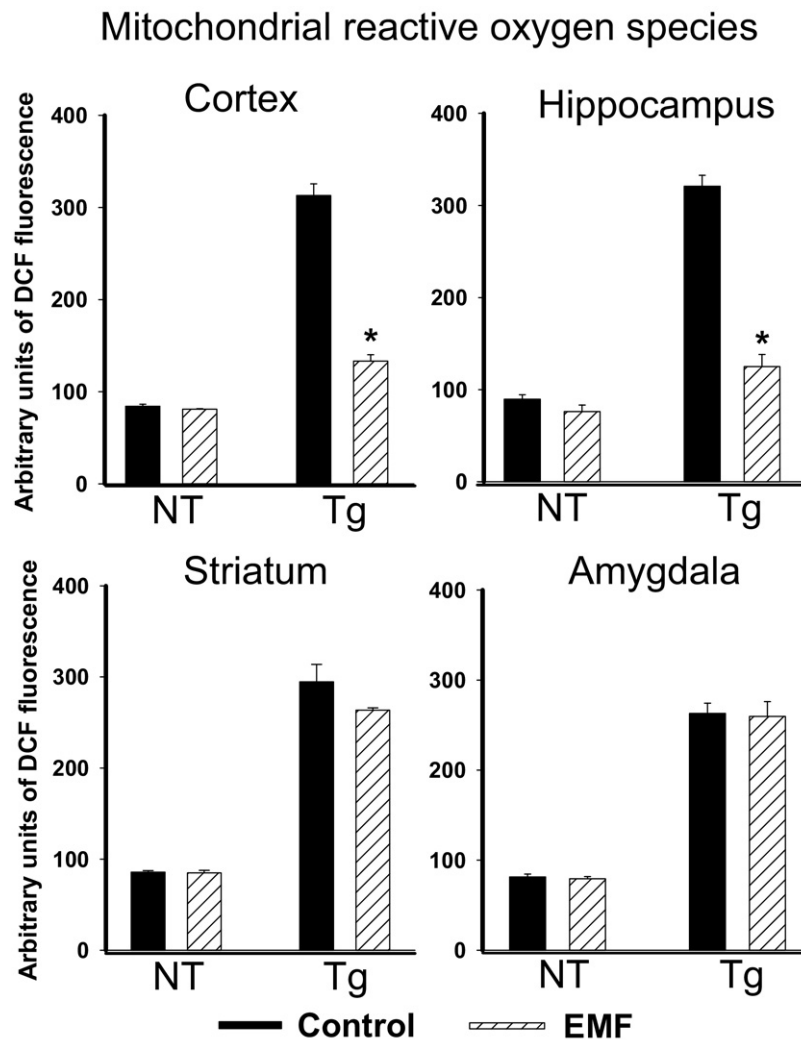 Mitochondrial reactive oxygen species
Cortex
Hippocampus
Arbitrary units of DCF fluorescence
400
300
200
100
0
*
NT
Tg
400
300
200
100
0
*
NT
Tg
Striatum
Amygdala
Arbitrary units of DCF fluorescence
400
300
200
100
0
NT
Tg
400
300
200
100
0
NT
Tg
Control
EMF